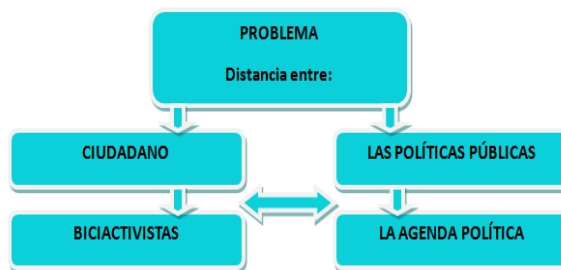 PROBLEMA
Distancia entre:
CIUDADANO
LAS POLÍTICAS PÚBLICAS
BICIACTIVISTAS
LA AGENDA POLÍTICA